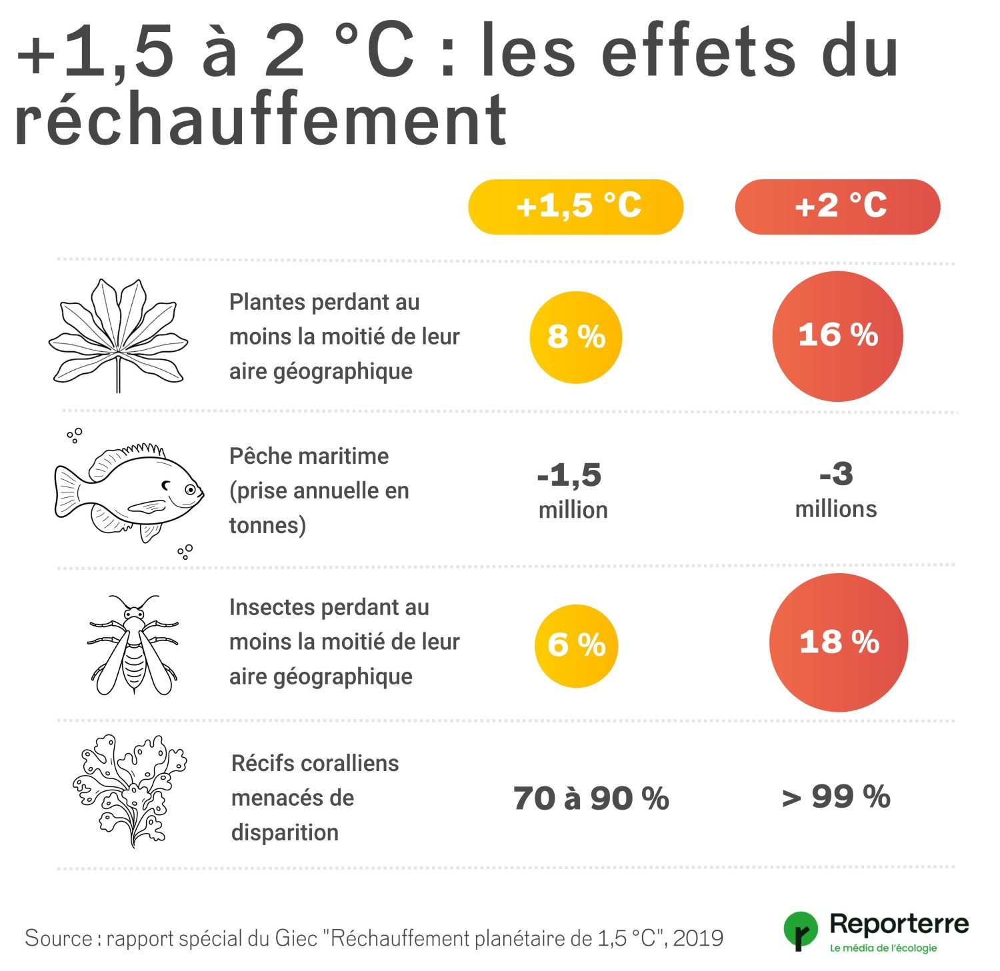 +1,5 à 2 °C : les effets du
réchauffement
+1,5 °C
+2 °C
Plantes perdant au
moins la moitié de leur
aire géographique
8 %
16 %
Pêche maritime
(prise annuelle en
tonnes)
-1,5
million
-3
millions
Insectes perdant au
moins la moitié de leur
aire géographique
6 %
18 %
Récifs coralliens
menacés de
disparition
70 à 90 %
> 99 %
Source : rapport spécial du Giec "Réchauffement planétaire de 1,5 °C", 2019
Reporterre
Le média de l'écologie